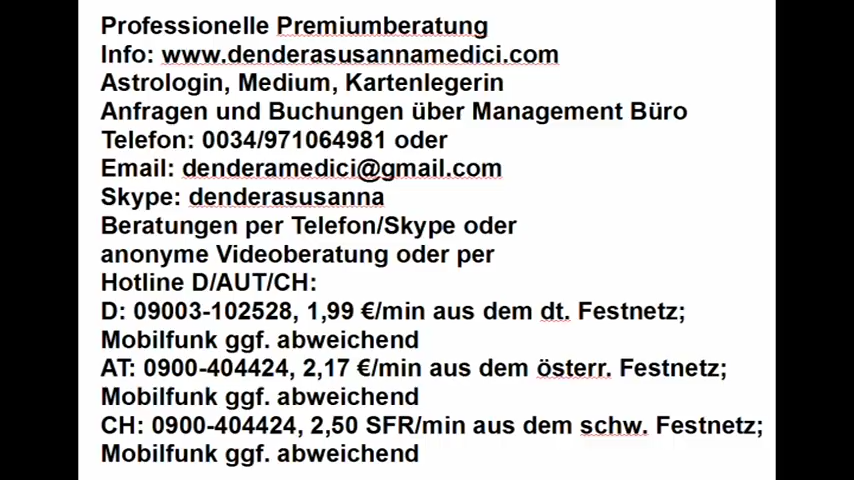 Professionelle Premiumberatung
Info: www.denderasusannamedici.com
Astrologin, Medium, Kartenlegerin
Anfragen und Buchungen über Management Büro
Telefon: 0034/971064981 oder
Email: denderamedici@gmail.com
Skype: denderasusanna
Beratungen per Telefon/Skype oder
anonyme Videoberatung oder per
Hotline D/AUT/CH:
D: 09003-102528, 1,99 €/min aus dem dt. Festnetz;
Mobilfunk ggf. abweichend
AT: 0900-404424, 2,17 €/min aus dem österr. Festnetz;
Mobilfunk ggf. abweichend
CH: 0900-404424, 2,50 SFR/min aus dem schw. Festnetz;
Mobilfunk ggf. abweichend